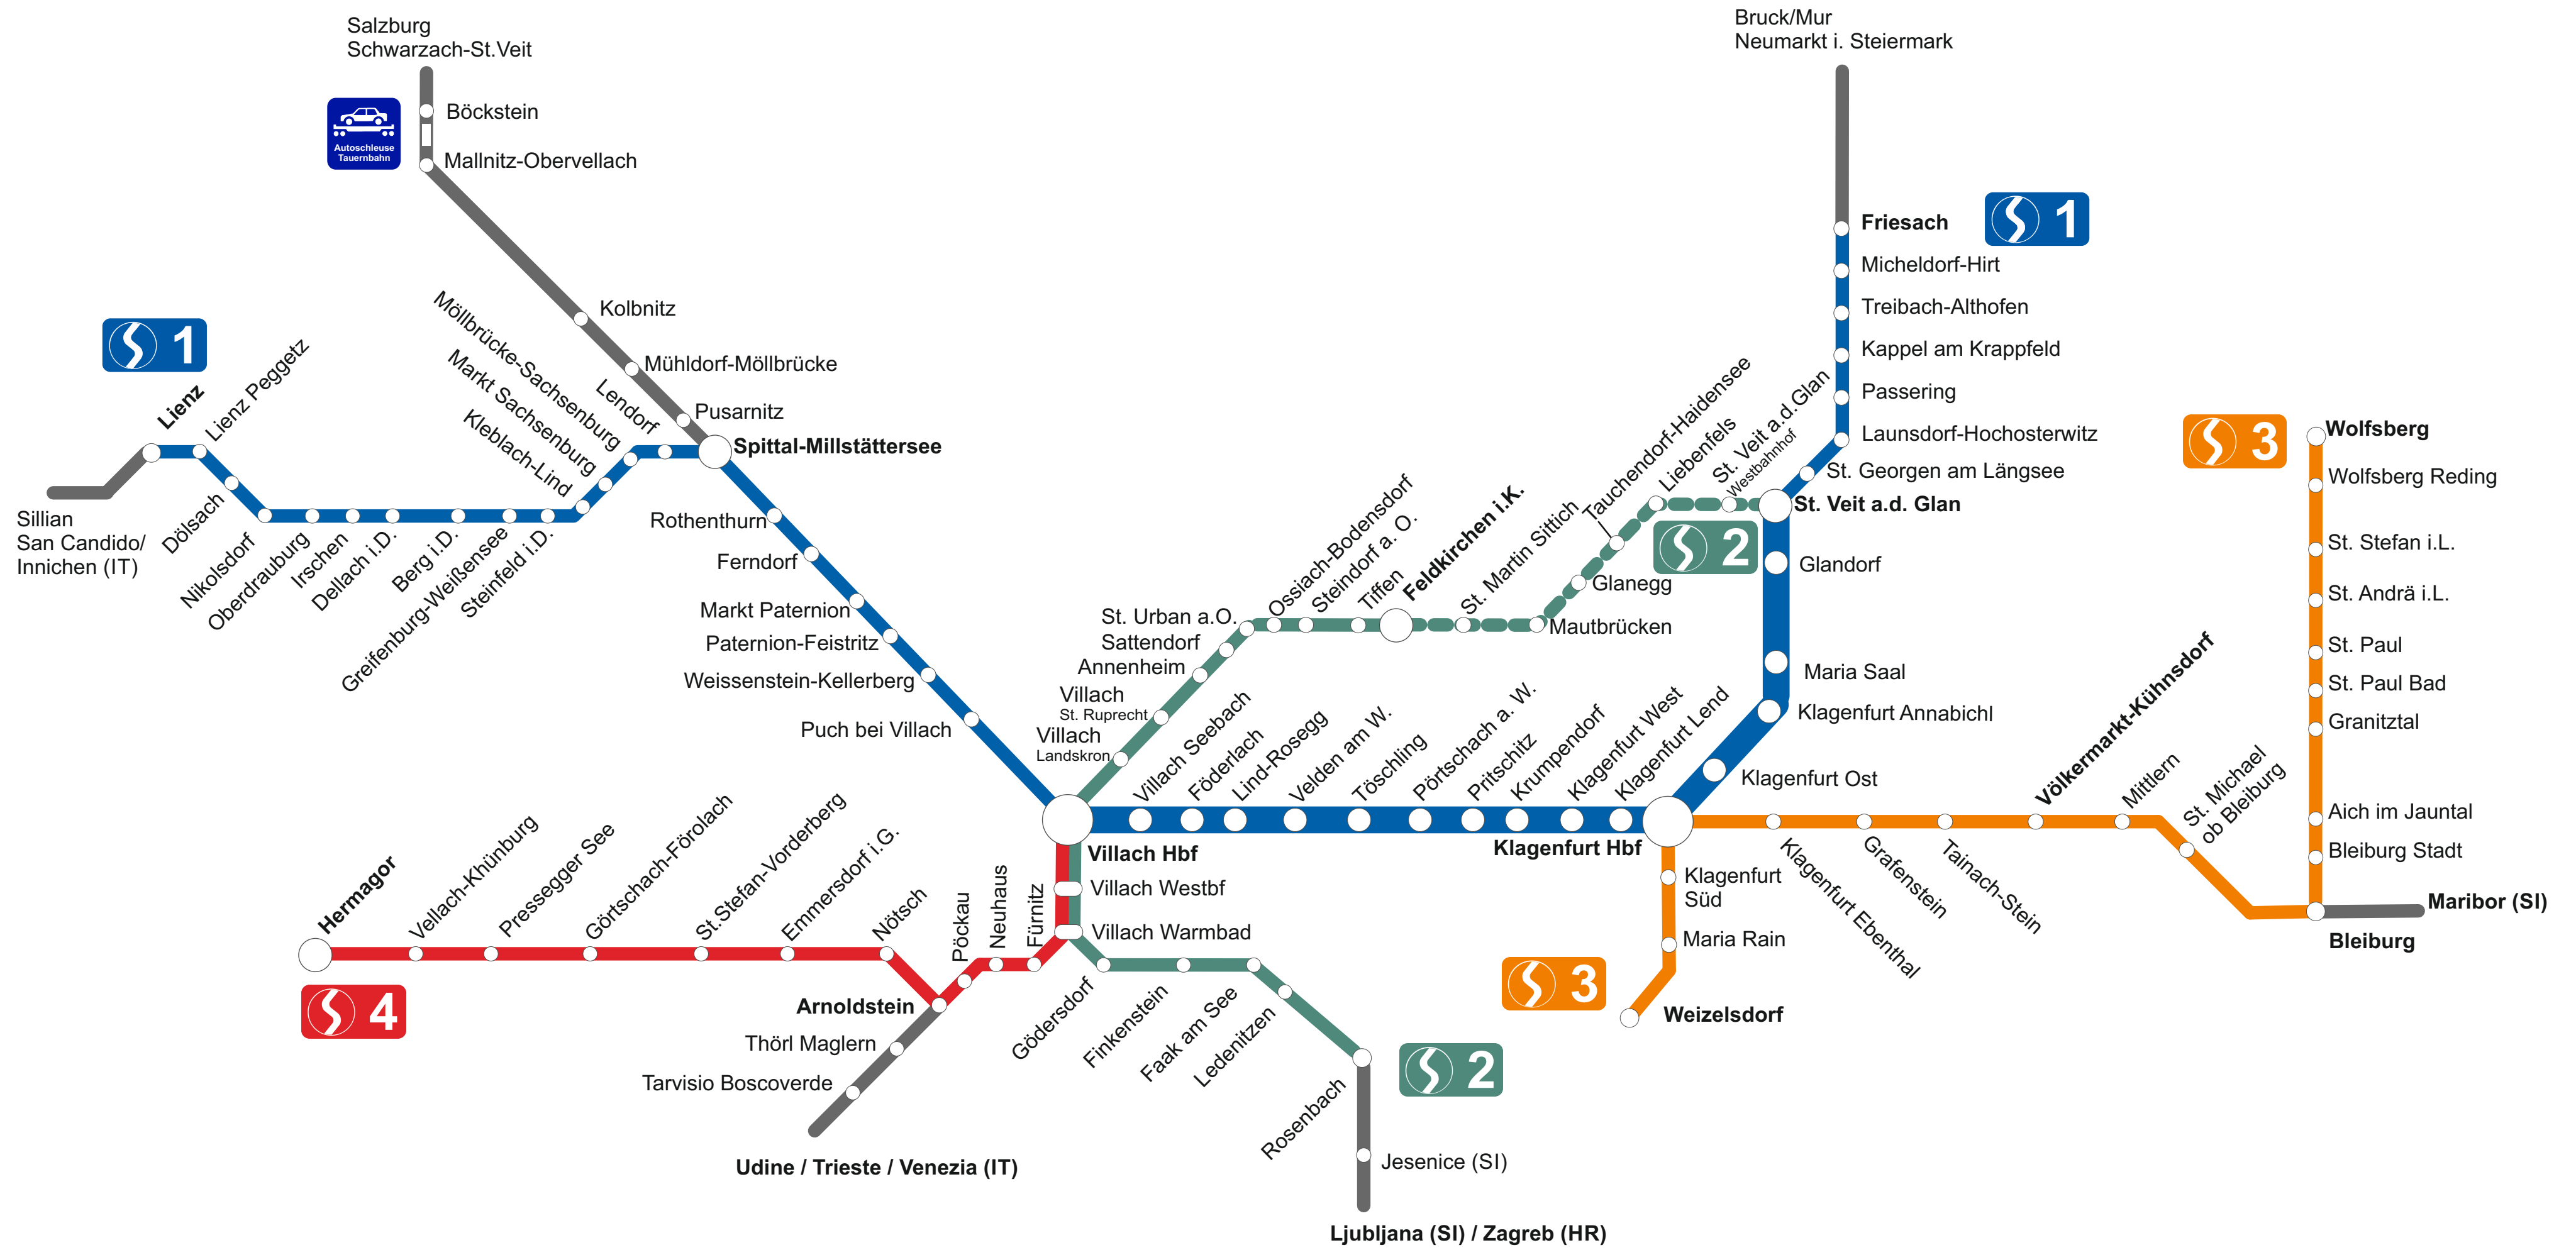 Salzburg
Schwarzach-St.Veit
Böckstein
Autoschleuse
Tauernbahn
Mallnitz-Obervellach
Kolbnitz
Mühldorf-Möllbrücke
Pusarnitz
Spittal-Millstättersee
1
Lienz
Lienz Peggetz
Sillian
San Candido/
Innichen (IT)
Dölsach
Nikolsdorf
Oberdrauburg
Irschen
Dellach i.D.
Berg i.D.
Greifenburg-Weißensee
Steinfeld i.D.
Kleblach-Lind
Markt Sachsenburg
Möllbrücke-Sachsenburg
Lendorf
Rothenthurn
Ferndorf
Markt Paternion
Paternion-Feistritz
Weissenstein-Kellerberg
Puch bei Villach
Villach Hbf
Villach Westbf
Villach Warmbad
Hermagor
4
Vellach-Khünburg
Pressegger See
Görtschach-Förolach
St.Stefan-Vorderberg
Emmersdorf i.G.
Nötsch
Arnoldstein
Pöckau
Neuhaus
Fürnitz
Thörl Maglern
Tarvisio Boscoverde
Udine / Trieste / Venezia (IT)
Gödersdorf
Finkenstein
Faak am See
Ledenitzen
Rosenbach
2
Jesenice (SI)
Ljubljana (SI) / Zagreb (HR)
Villach
Landskron
Villach
St. Ruprecht
Annenheim
Sattendorf
St. Urban a.O.
Ossiach-Bodensdorf
Steindorf a. O.
Tiffen
Feldkirchen i.K.
St. Martin Sittich
Mautbrücken
Glanegg
Tauchendorf-Haidensee
Liebenfels
St. Veit a.d.Glan
Westbahnhof
2
Villach Seebach
Föderlach
Lind-Rosegg
Velden am W.
Töschling
Pörtschach a. W.
Pritschitz
Krumpendorf
Klagenfurt West
Klagenfurt Lend
Klagenfurt Hbf
Bruck/Mur
Neumarkt i. Steiermark
Friesach
1
Micheldorf-Hirt
Treibach-Althofen
Kappel am Krappfeld
Passering
Launsdorf-Hochosterwitz
St. Georgen am Längsee
St. Veit a.d. Glan
Glandorf
Maria Saal
Klagenfurt Annabichl
Klagenfurt Ost
Klagenfurt
Süd
Maria Rain
3
Weizelsdorf
Klagenfurt Ebenthal
Grafenstein
Tainach-Stein
Völkermarkt-Kühnsdorf
Mittlern
St. Michael
ob Bleiburg
3
Wolfsberg
Wolfsberg Reding
St. Stefan i.L.
St. Andrä i.L.
St. Paul
St. Paul Bad
Granitztal
Aich im Jauntal
Bleiburg Stadt
Maribor (SI)
Bleiburg